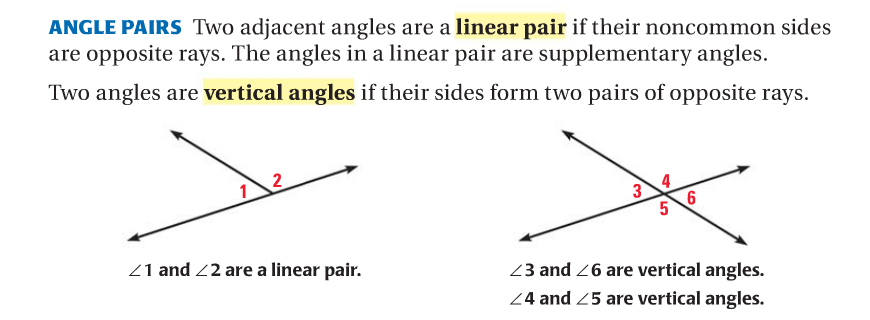 ANGLE PAIRS Two adjacent angles are a linear pair if their noncommon sides
are opposite rays. The angles in a linear pair are supplementary angles.
Two angles are vertical angles if their sides form two pairs of opposite rays.
1
2
3
4
5
6
∠1 and ∠2 are a linear pair.
∠3 and ∠6 are vertical angles.
∠4 and ∠5 are vertical angles.